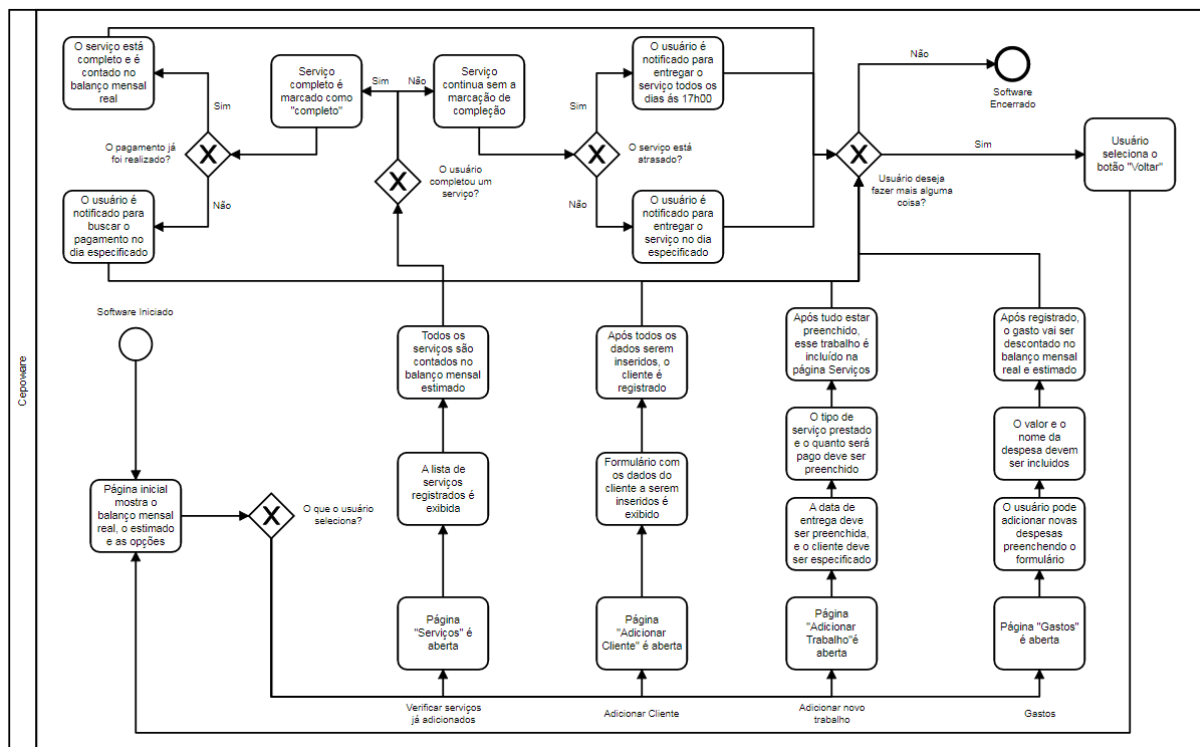 Cepoware
O serviço está
completo e é
contado no
balanço mensal
real
Serviço
completo é
marcado como
"completo"
Sim
Não
Serviço
continua sem a
marcação de
compleção
O usuário é
notificado para
entregar o
serviço todos os
dias ás 17h00
Não
Software
Encerrado
Sim
O pagamento já
foi realizado?
Não
O usuário
completou um
serviço?
Sim
O serviço está
atrasado?
Não
Usuário deseja
fazer mais alguma
coisa?
Sim
Usuário
seleciona o
botão "Voltar"
O usuário é
notificado para
buscar o
pagamento no
dia especificado
O usuário é
notificado para
entregar o
serviço no dia
especificado
Software Iniciado
Todos os
serviços são
contados no
balanço mensal
estimado
Após todos os
dados serem
inseridos, o
cliente é
registrado
Após tudo estar
preenchido,
esse trabalho é
incluído na
página Serviços
Após registrado,
o gasto vai ser
descontado no
balanço mensal
real e estimado
Página inicial
mostra o
balanço mensal
real, o estimado
e as opções
O que o usuário
seleciona?
A lista de
serviços
registrados é
exibida
Formulário com
os dados do
cliente a serem
inseridos é
exibido
O tipo de
serviço prestado
e o quanto será
pago deve ser
preenchido
O valor e o
nome da
despesa devem
ser incluidos
A data de
entrega deve
ser preenchida,
e o cliente deve
ser especificado
O usuário pode
adicionar novas
despesas
preenchendo o
formulário
Página
"Serviços" é
aberta
Página
"Adicionar
Cliente" é aberta
Página
"Adicionar
Trabalho"é
aberta
Página "Gastos"
é aberta
Verificar serviços
já adicionados
Adicionar Cliente
Adicionar novo
trabalho
Gastos